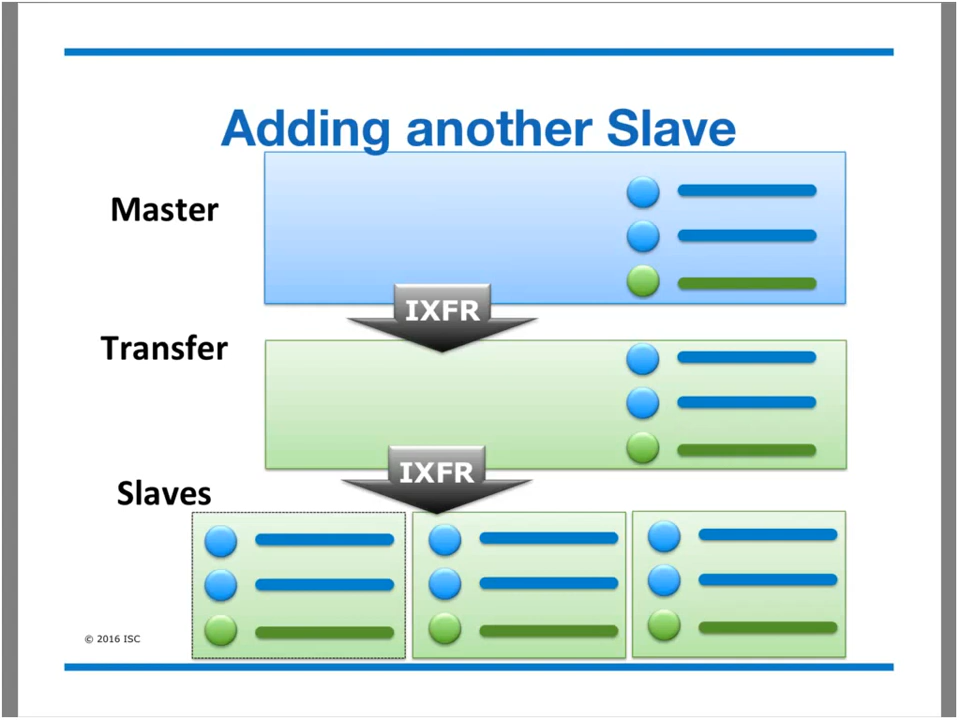 Adding another Slave
Master
IXFR
Transfer
IXFR
Slaves
© 2016 ISC